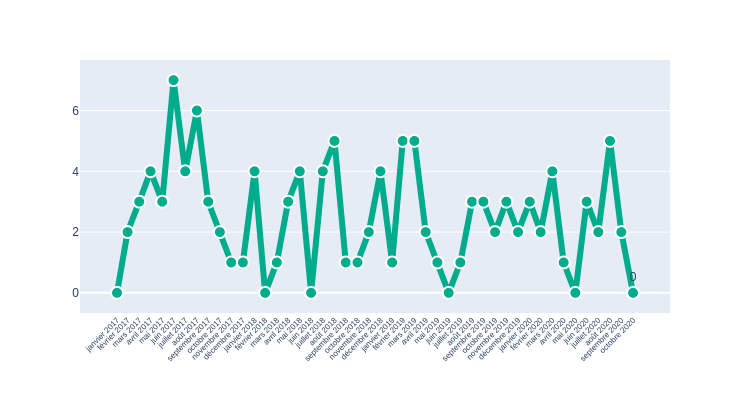 6
4
2
0
0
janvier 2017
février 2017
mars 2017
avril 2017
mai 2017
juin 2017
juillet 2017
août 2017
septembre 2017
octobre 2017
novembre 2017
décembre 2017
janvier 2018
février 2018
mars 2018
avril 2018
mai 2018
juin 2018
juillet 2018
août 2018
septembre 2018
octobre 2018
novembre 2018
décembre 2018
janvier 2019
février 2019
mars 2019
avril 2019
mai 2019
juin 2019
juillet 2019
août 2019
septembre 2019
octobre 2019
novembre 2019
décembre 2019
janvier 2020
février 2020
mars 2020
avril 2020
mai 2020
juin 2020
juillet 2020
août 2020
septembre 2020
octobre 2020